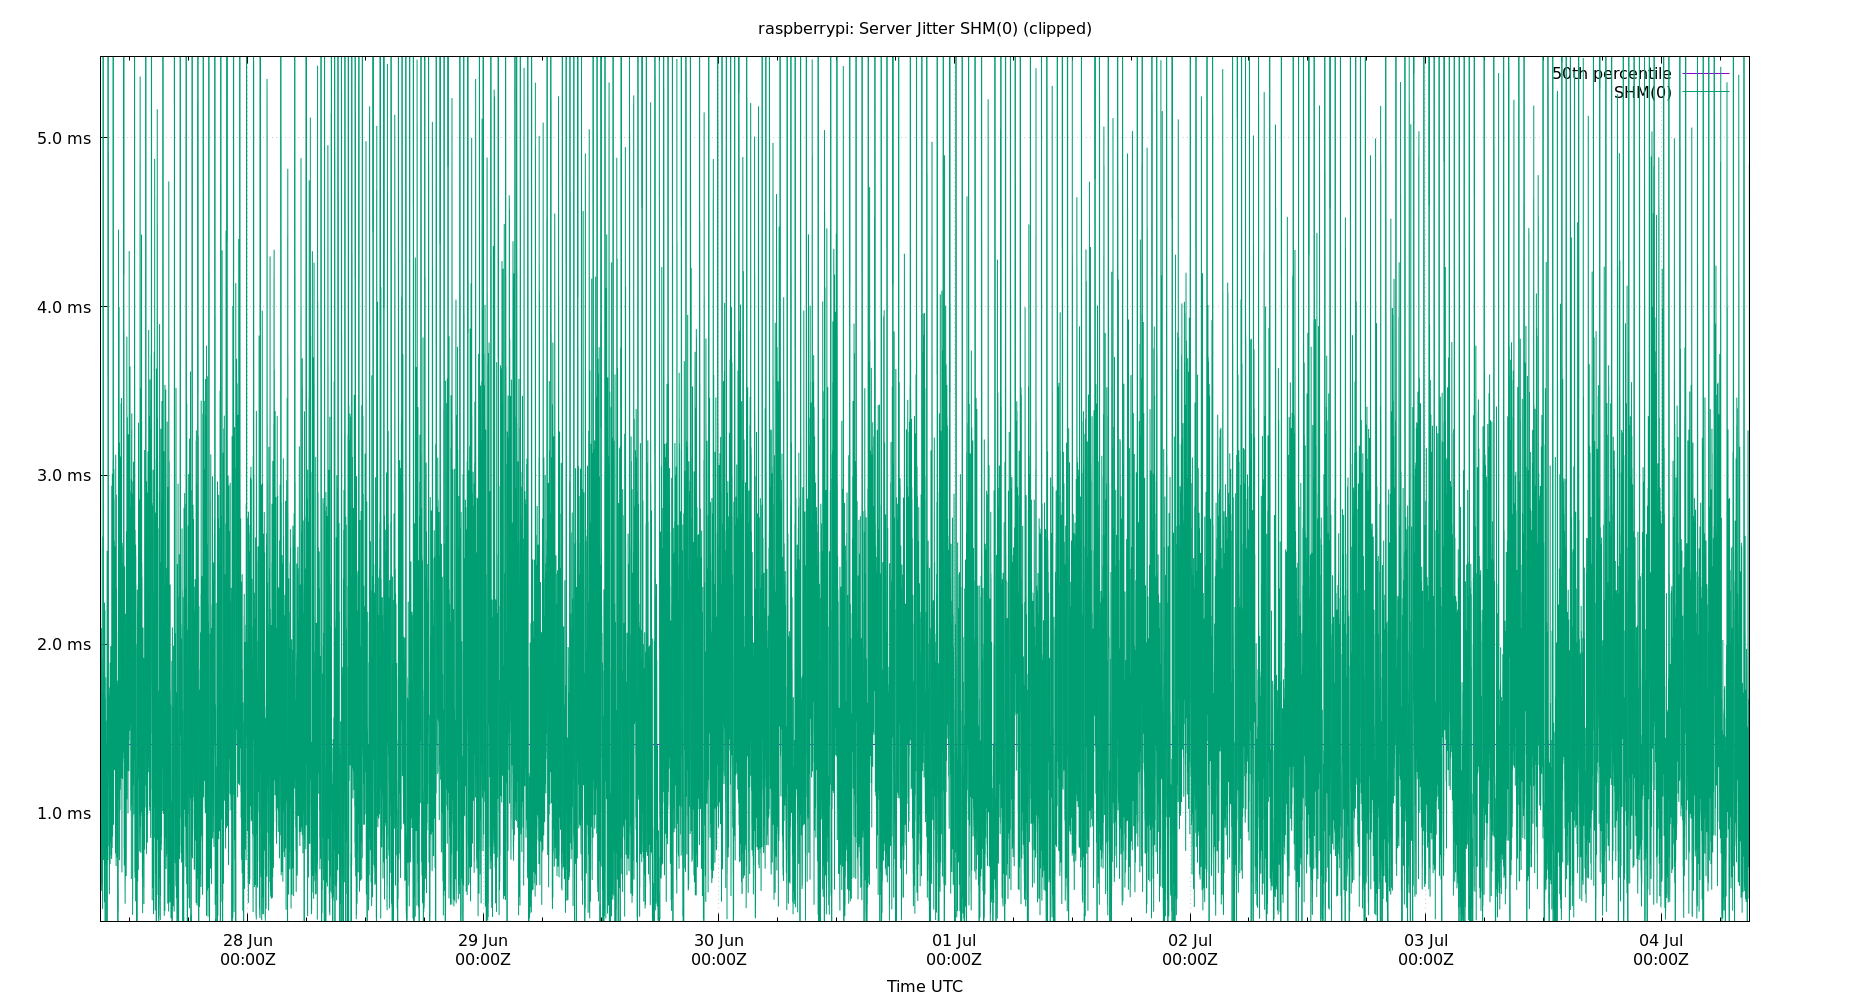 raspberrypi: Server Jitter SHM(0) (clipped)
50th percentile
SHM(0)
5.0 ms
4.0 ms
3.0 ms
2.0 ms
1.0 ms
28 Jun 29 Jun 30 Jun 01 Jul 02 Jul 03 Jul 04 Jul
00:00Z 00:00Z 00:00Z 00:00Z 00:00Z 00:00Z 00:00Z
Time UTC